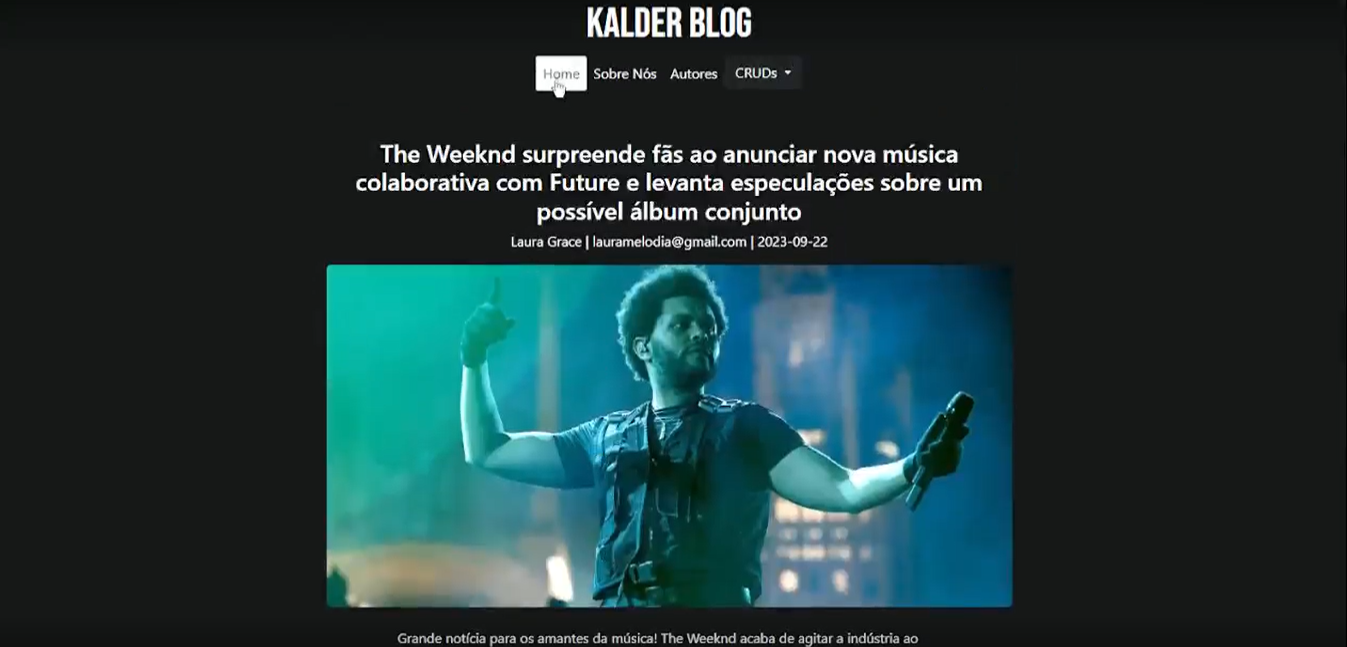 KALDER BLOG
Home Sobre Nós Autores CRUDs
The Weeknd surpreende fãs ao anunciar nova música
colaborativa com Future e levanta especulações sobre um
possível álbum conjunto
Laura Grace | lauramelodia@gmail.com | 2023-09-22
Grande notícia para os amantes da música! The Weeknd acaba de agitar a indústria ao